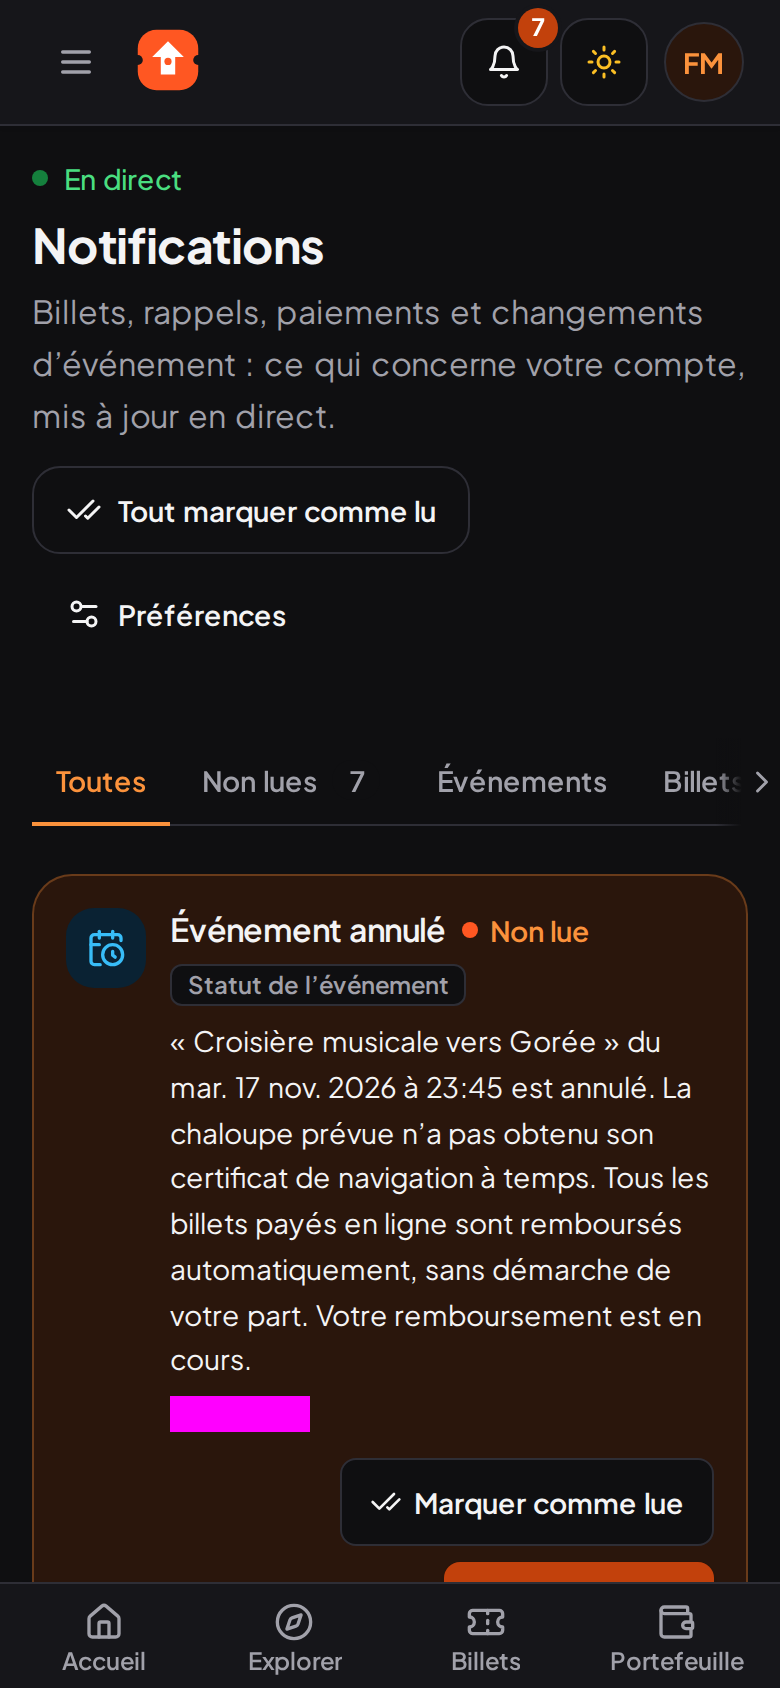 7
FM
En direct
Notifications
Billets, rappels, paiements et changements
d’événement : ce qui concerne votre compte,
mis à jour en direct.
Tout marquer comme lu
Préférences
Toutes
Non lues 7
Événements
Billets
Événement annulé
Non lue
Statut de l’événement
« Croisière musicale vers Gorée » du
mar. 17 nov. 2026 à 23:45 est annulé. La
chaloupe prévue n’a pas obtenu son
certificat de navigation à temps. Tous les
billets payés en ligne sont remboursés
automatiquement, sans démarche de
votre part. Votre remboursement est en
cours.
Marquer comme lue
Accueil
Explorer
Billets
Portefeuille